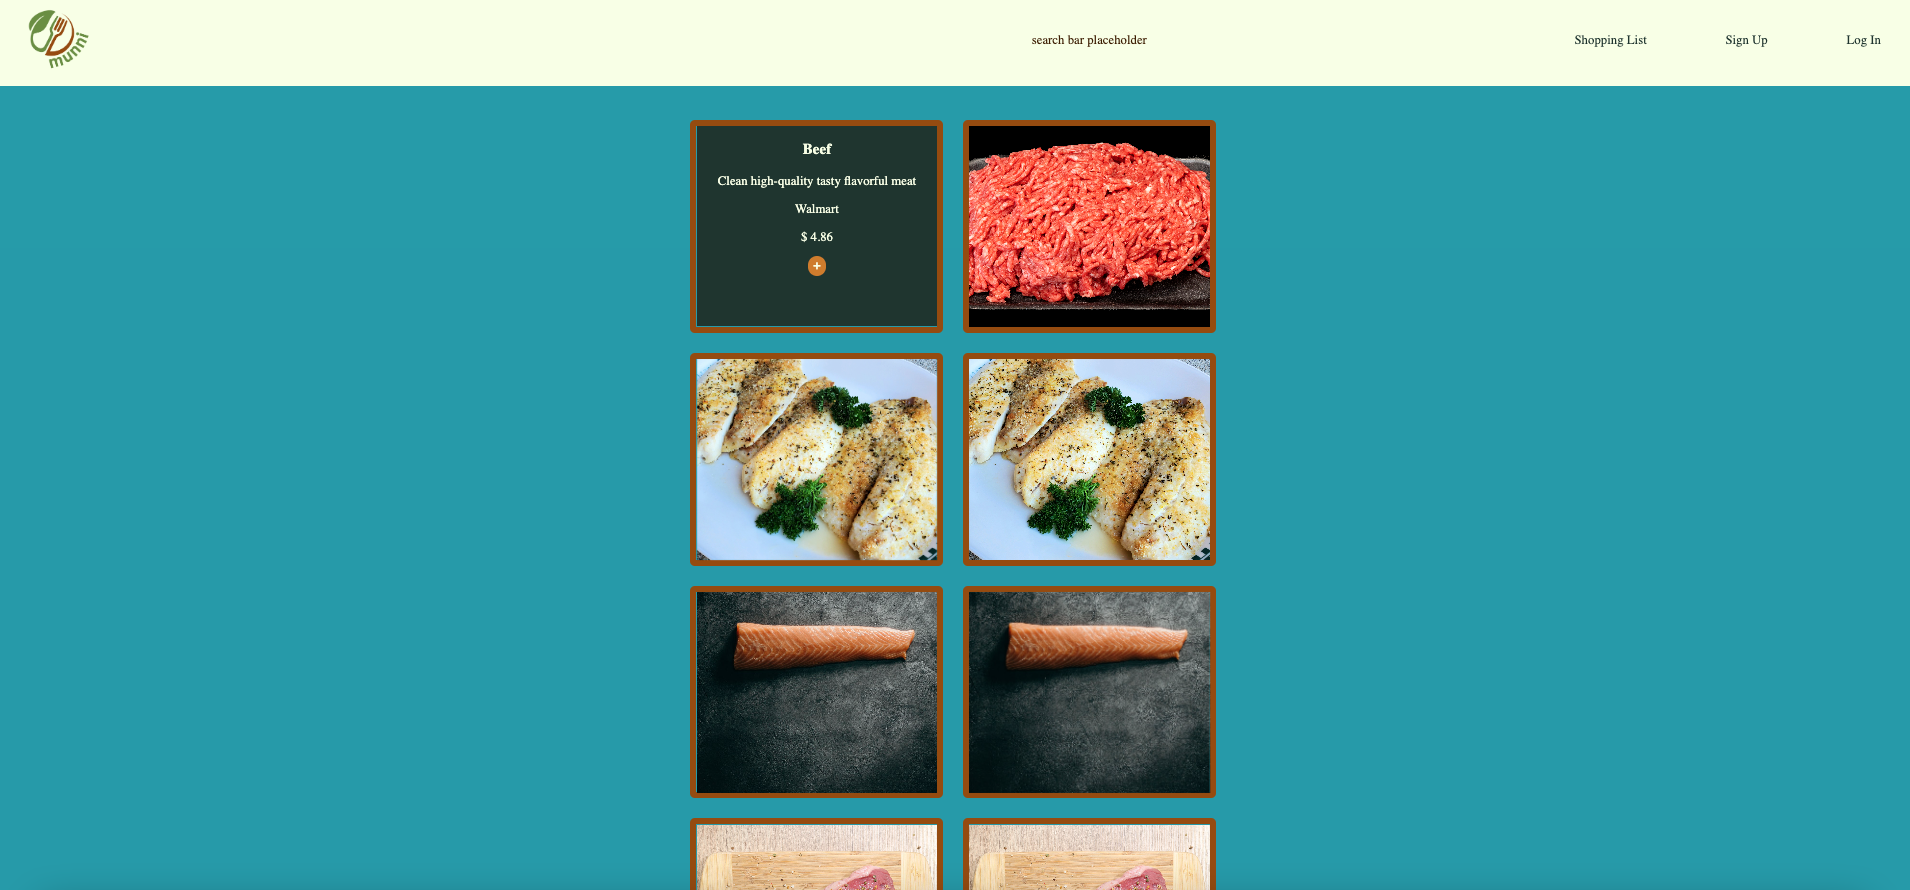 munni
search bar placeholder
Shopping List
Sign Up
Log In
Beef
Clean high-quality tasty flavorful meat
Walmart
$ 4.86
+